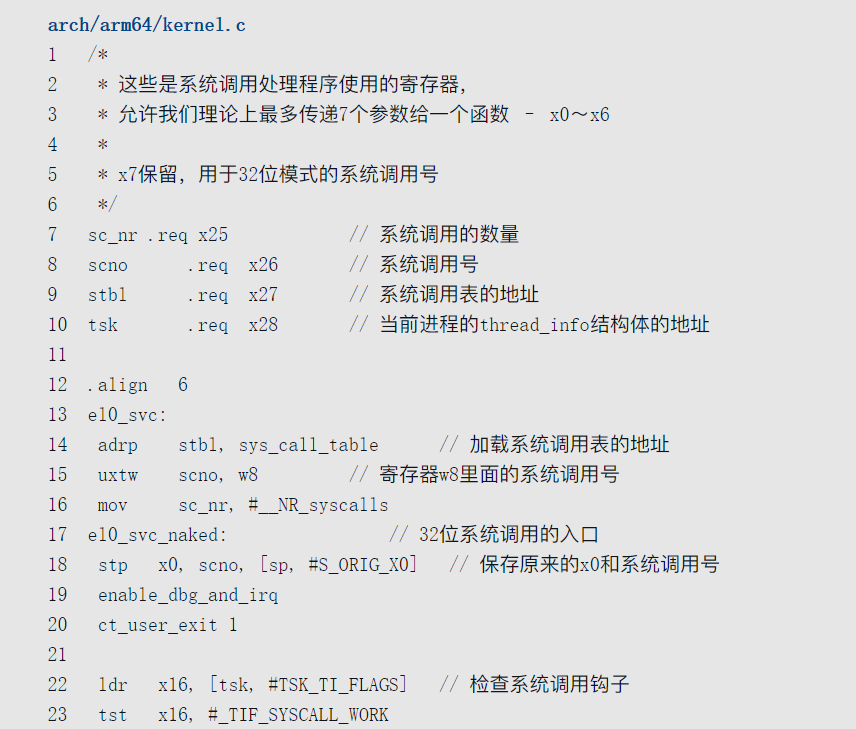 arch/arm64/kernel.c
1 /*
2 * 这些是系统调用处理程序使用的寄存器，
3 * 允许我们理论上最多传递7个参数给一个函数 – x0～x6
4 *
5 * x7保留，用于32位模式的系统调用号
6 */
7 sc_nr .req x25 // 系统调用的数量
8 scno .req x26 // 系统调用号
9 stbl .req x27 // 系统调用表的地址
10 tsk .req x28 // 当前进程的thread_info结构体的地址
11
12 .align 6
13 el0_svc:
14 adrp stbl, sys_call_table // 加载系统调用表的地址
15 uxtw scno, w8 // 寄存器w8里面的系统调用号
16 mov sc_nr, #__NR_syscalls
17 el0_svc_naked: // 32位系统调用的入口
18 stp x0, scno, [sp, #S_ORIG_X0] // 保存原来的x0和系统调用号
19 enable_dbg_and_irq
20 ct_user_exit 1
21
22 ldr x16, [tsk, #TSK_TI_FLAGS] // 检查系统调用钩子
23 tst x16, #_TIF_SYSCALL_WORK